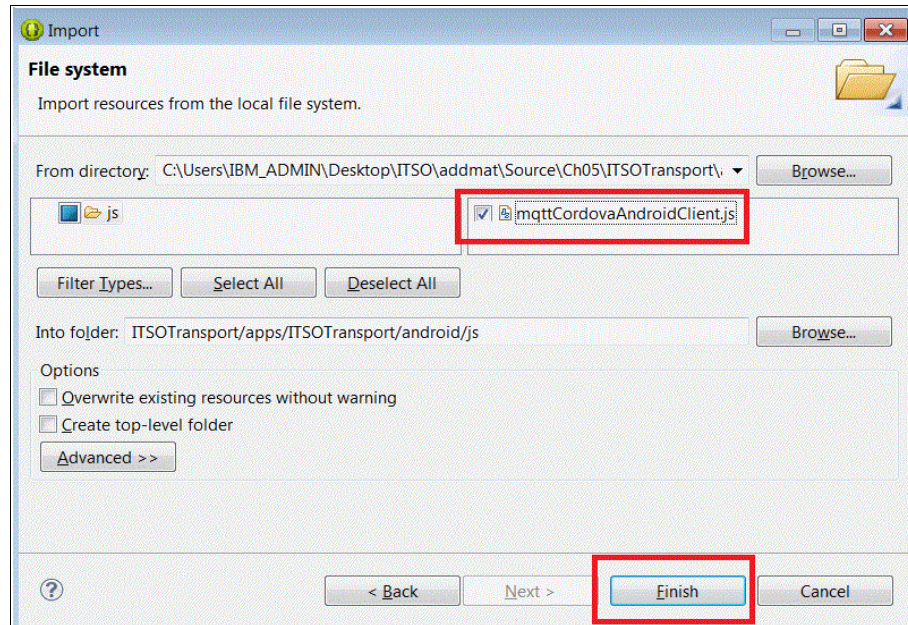 Import
File system
Import resources from the local file system.
From directory: C:\Users\IBM_ADMIN\Desktop\ITSO\addmat\Source\Ch05\ITSOTransport\ Browse...
js mqttCordovaAndroidClient.js
Filter Types... Select All Deselect All
Into folder: ITSOTransport/apps/ITSOTransport/android/js Browse...
Options
Overwrite existing resources without warning
Create top-level folder
Advanced >>
? < Back Next > Finish Cancel